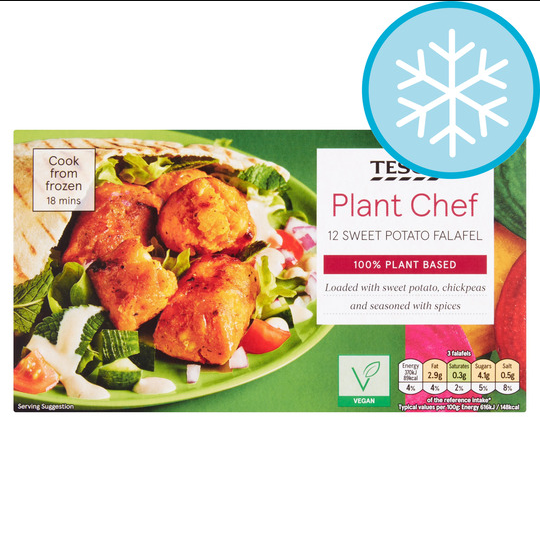 Cook
from
frozen
18 mins
Plant Chef
12 SWEET POTATO FALAFEL
100% PLANT BASED
Loaded with sweet potato, chickpeas
and seasoned with spices
V
VEGAN
3 falafels
Energy Fat Saturates Sugars Salt
370kJ
89kcal 2.9g 0.3g 4.1g 0.5g
4% 4% 2% 5% 8%
of the reference intake*
Typical values per 100g: Energy 616kJ / 148kcal
Serving Suggestion